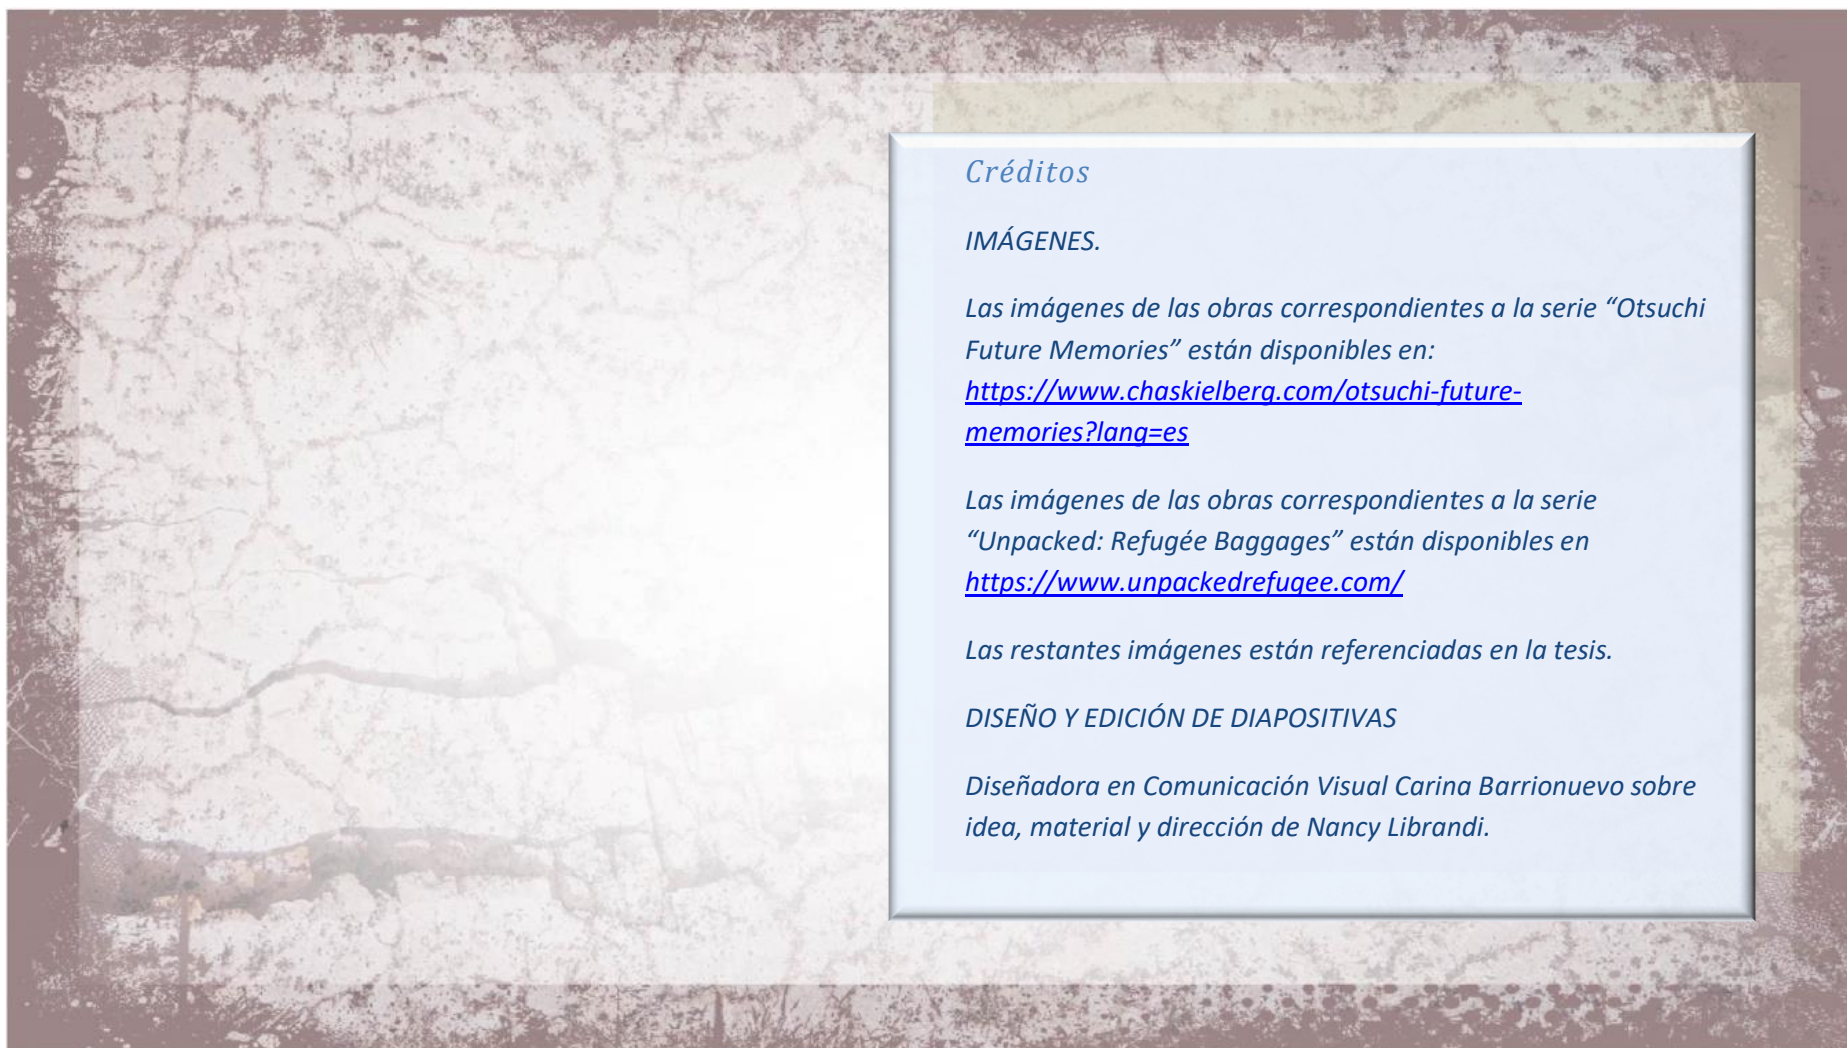 Créditos
IMÁGENES.
Las imágenes de las obras correspondientes a la serie “Otsuchi
Future Memories” están disponibles en:
https://www.chaskielberg.com/otsuchi-future-
memories?lang=es
Las imágenes de las obras correspondientes a la serie
“Unpacked: Refugée Baggages” están disponibles en
https://www.unpackedrefugee.com/
Las restantes imágenes están referenciadas en la tesis.
DISEÑO Y EDICIÓN DE DIAPOSITIVAS
Diseñadora en Comunicación Visual Carina Barrionuevo sobre
idea, material y dirección de Nancy Librandi.